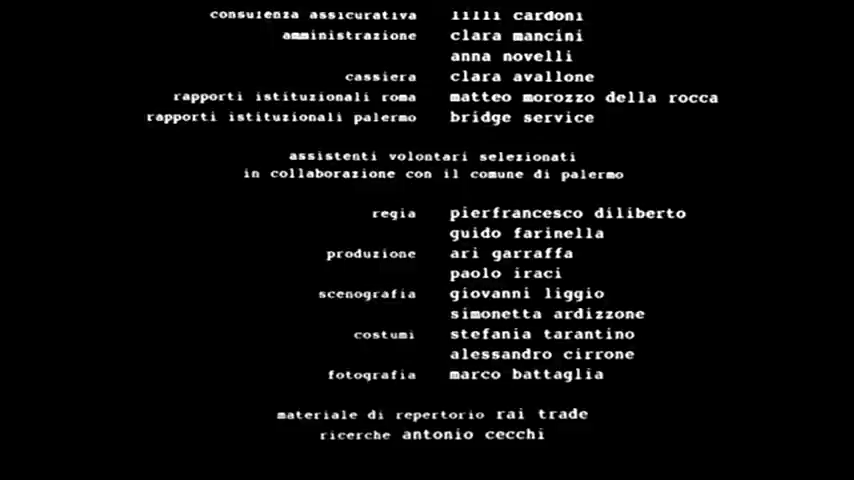 consulenza assicurativa lilli cardoni
amministrazione clara mancini
anna novelli
cassiera clara avallone
rapporti istituzionali roma matteo morozzo della rocca
rapporti istituzionali palermo bridge service
assistenti volontari selezionati
in collaborazione con il comune di palermo
regia pierfrancesco diliberto
guido farinella
produzione ari garraffa
paolo iraci
scenografia giovanni liggio
simonetta ardizzone
costumi stefania tarantino
alessandro cirrone
fotografia marco battaglia
materiale di repertorio rai trade
ricerche antonio cecchi